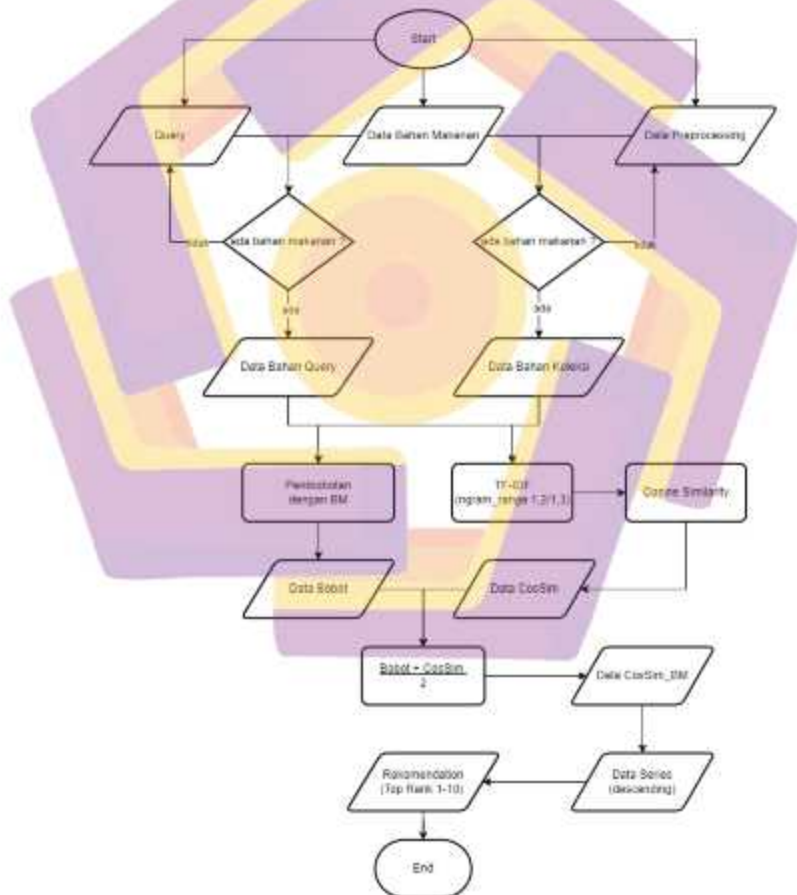 Start
Query
Data Bahan Makanan
Data Preprocessing
ada bahan makanan ?
ada bahan makanan ?
tidak
tidak
ada
ada
Data Bahan Query
Data Bahan Koleksi
Pembobotan
dengan BM
TF-IDF
(ngram_range 1,2/1,3)
Cosine Similarity
Data Bobot
Data CosSim
Bobot + CosSim
2
Data CosSim_BM
Rekomendation
(Top Rank 1-10)
Data Series
(descending)
End